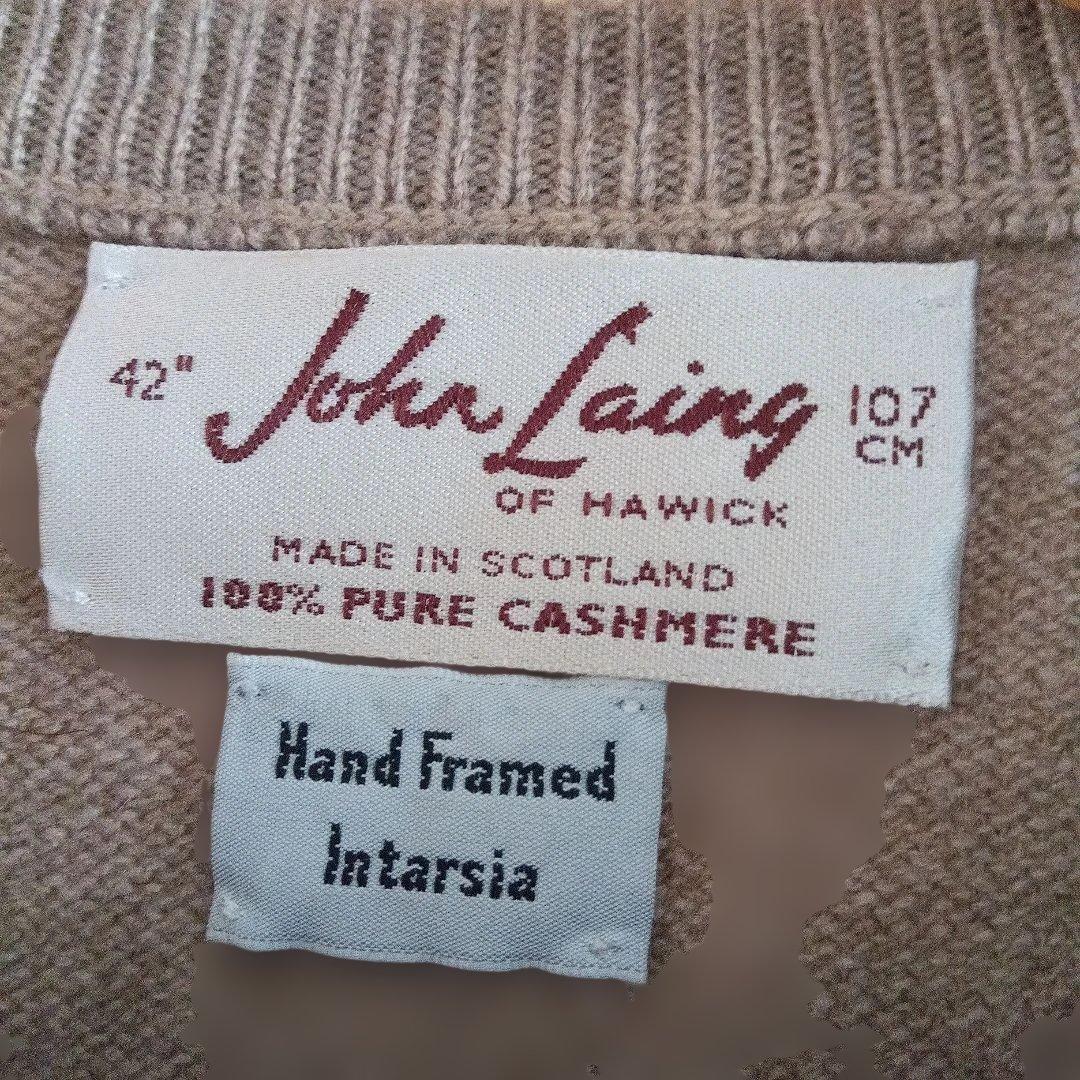 42" John Laing 107
CM
OF HAWICK
MADE IN SCOTLAND
100% PURE CASHMERE
Hand Framed
Intarsia